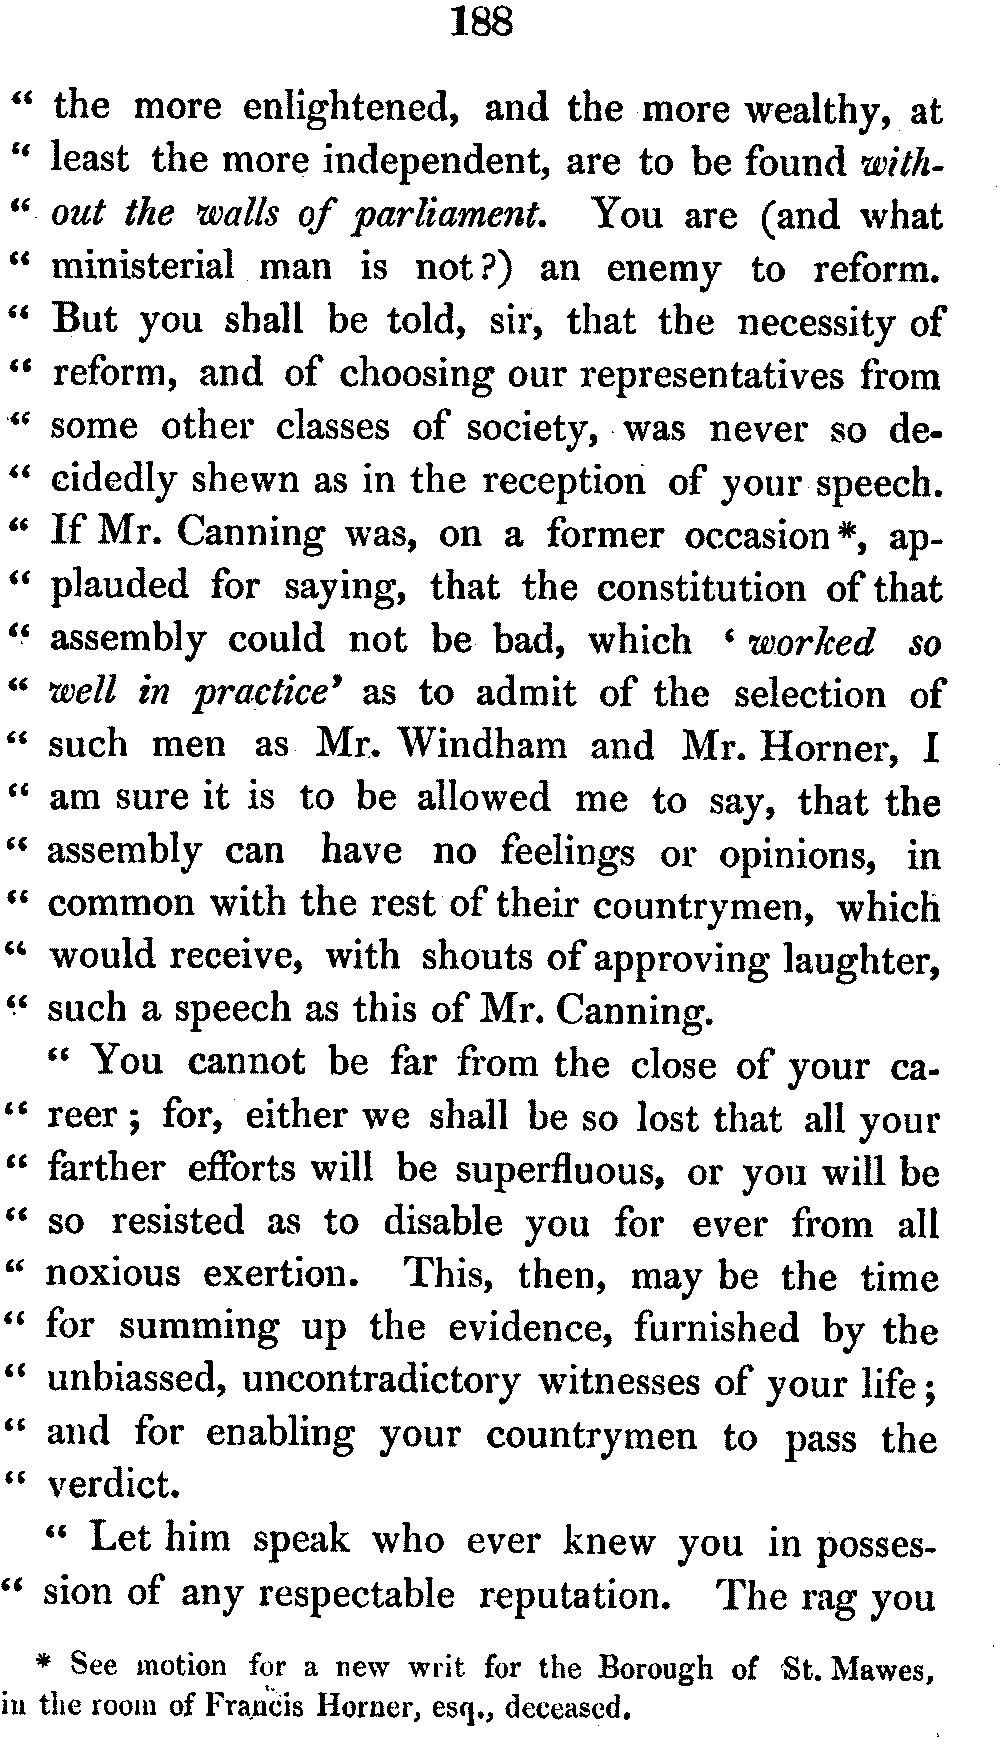 188
“ the more enlightened, and the more wealthy, at
“ least the more independent, are to be found with-
“ out the walls of parliament. You are (and what
“ ministerial man is not?) an enemy to reform.
“ But you shall be told, sir, that the necessity of
“ reform, and of choosing our representatives from
“ some other classes of society, was never so de-
“ cidedly shewn as in the reception of your speech.
“ If Mr. Canning was, on a former occasion*, ap-
“ plauded for saying, that the constitution of that
“ assembly could not be bad, which ‘ worked so
“ well in practice’ as to admit of the selection of
“ such men as Mr. Windham and Mr. Horner, I
“ am sure it is to be allowed me to say, that the
“ assembly can have no feelings or opinions, in
“ common with the rest of their countrymen, which
“ would receive, with shouts of approving laughter,
“ such a speech as this of Mr. Canning.
“ You cannot be far from the close of your ca-
“ reer ; for, either we shall be so lost that all your
“ farther efforts will be superfluous, or you will be
“ so resisted as to disable you for ever from all
“ noxious exertion. This, then, may be the time
“ for summing up the evidence, furnished by the
“ unbiassed, uncontradictory witnesses of your life ;
“ and for enabling your countrymen to pass the
“ verdict.
“ Let him speak who ever knew you in posses-
“ sion of any respectable reputation. The rag you
* See motion for a new writ for the Borough of St. Mawes,
in the room of Francis Horner, esq., deceased.